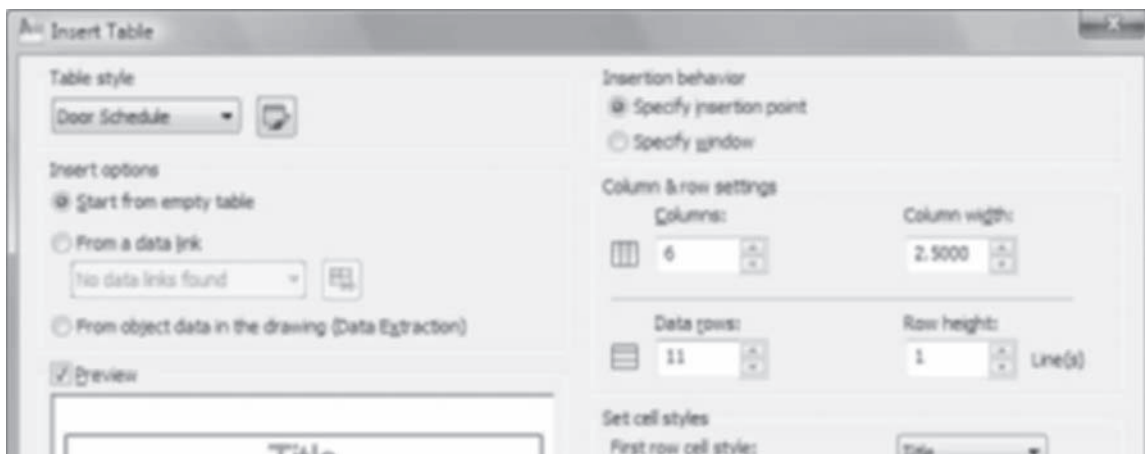 Insert Table
Table style
Door Schedule
Insert options
Start from empty table
From a data link
No data links found
From object data in the drawing (Data Extraction)
Preview
Title
Insertion behavior
Specify insertion point
Specify window
Column & row settings
Columns:
Column width:
6
2.5000
Data rows:
Row height:
11
1
Line(s)
Set cell styles
First row cell style:
Title